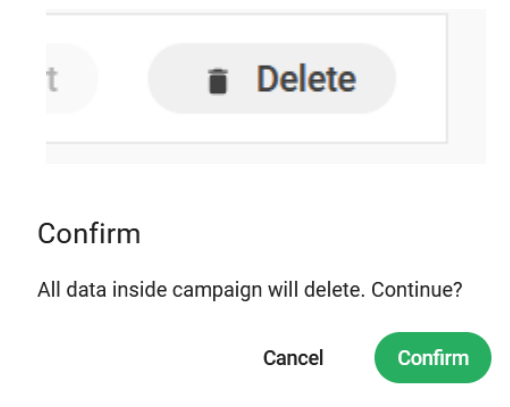 t Delete
Confirm
All data inside campaign will delete. Continue?
Cancel Confirm